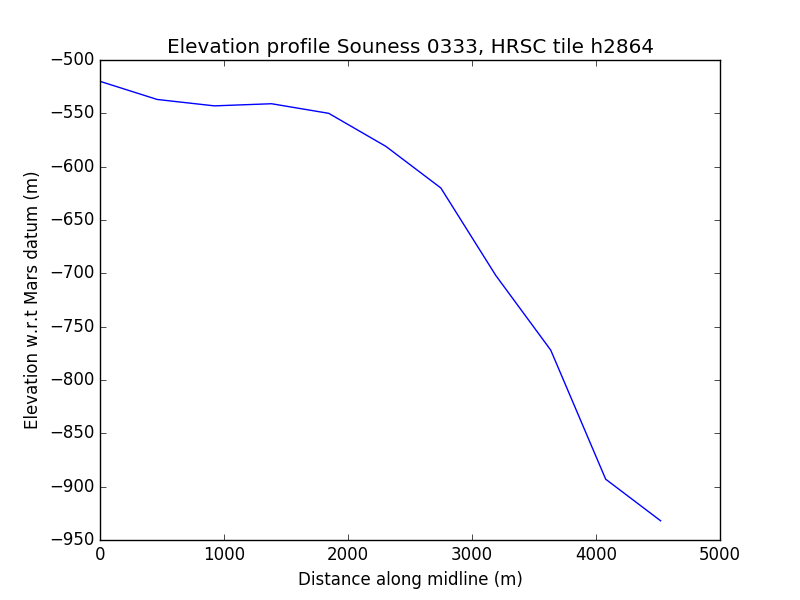 Elevation profile Souness 0333, HRSC tile h2864
Elevation w.r.t Mars datum (m)
−500
−550
−600
−650
−700
−750
−800
−850
−900
−950
0 1000 2000 3000 4000 5000
Distance along midline (m)